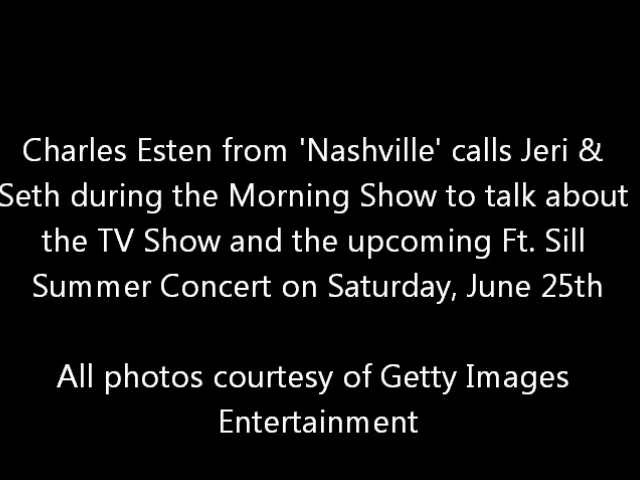 Charles Esten from 'Nashville' calls Jeri &
Seth during the Morning Show to talk about
the TV Show and the upcoming Ft. Sill
Summer Concert on Saturday, June 25th
All photos courtesy of Getty Images
Entertainment